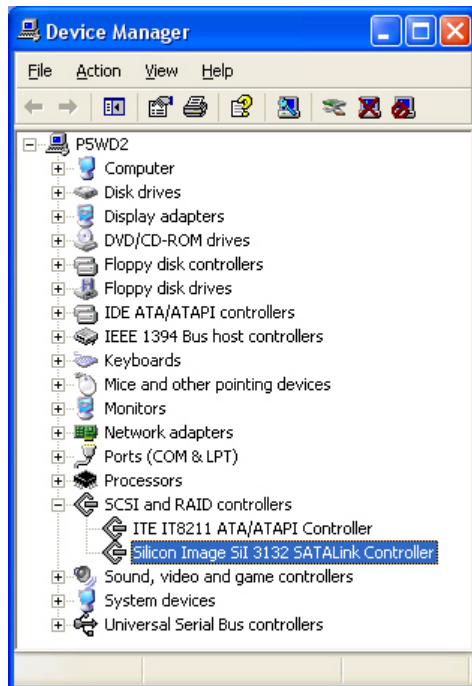 Device Manager
File Action View Help
P5WD2
Computer
Disk drives
Display adapters
DVD/CD-ROM drives
Floppy disk controllers
Floppy disk drives
IDE ATA/ATAPI controllers
IEEE 1394 Bus host controllers
Keyboards
Mice and other pointing devices
Monitors
Network adapters
Ports (COM & LPT)
Processors
SCSI and RAID controllers
ITE IT8211 ATA/ATAPI Controller
Silicon Image SiI 3132 SATALink Controller
Sound, video and game controllers
System devices
Universal Serial Bus controllers